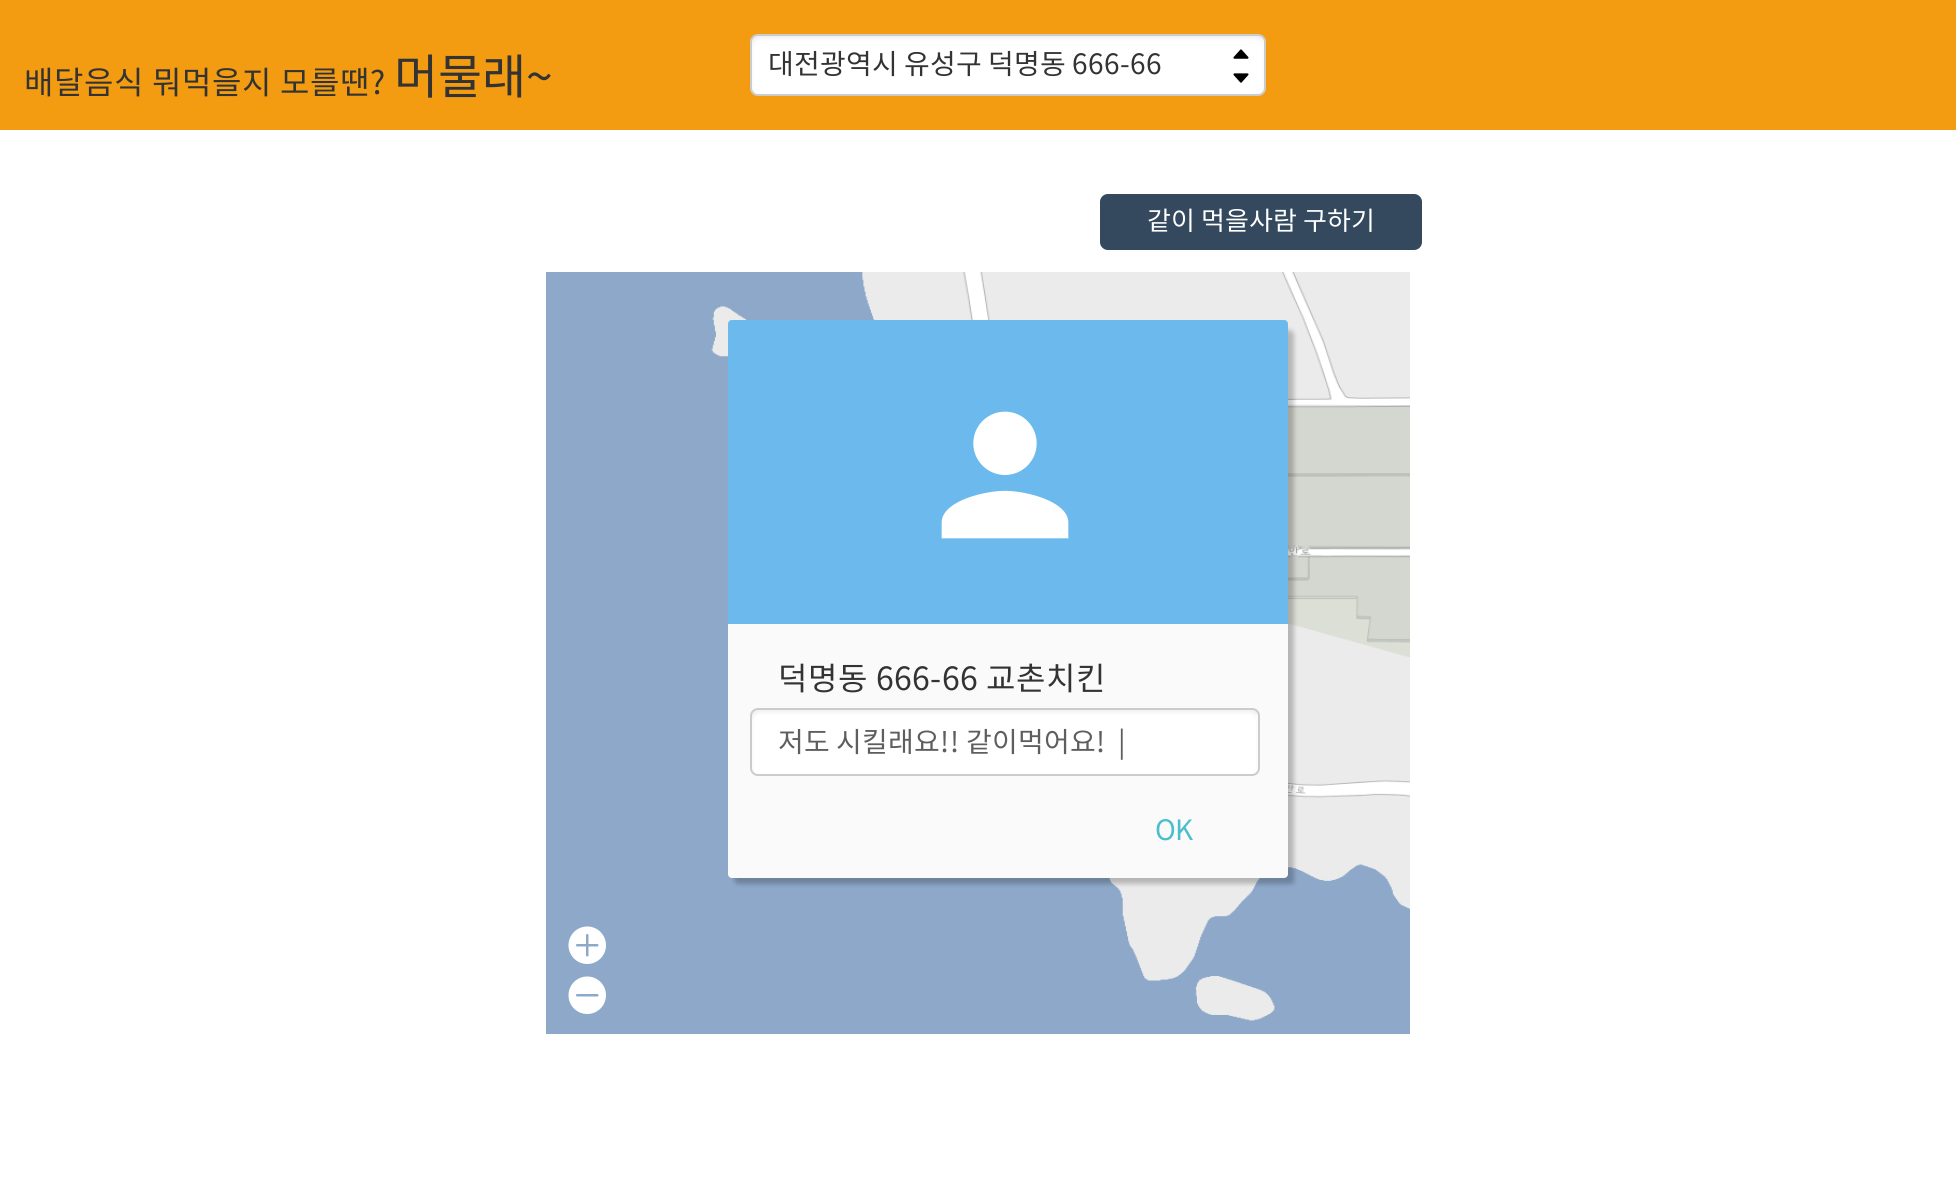 배달음식 뭐먹을지 모를땐? 머물래~
대전광역시 유성구 덕명동 666-66
같이 먹을사람 구하기
덕명동 666-66 교촌치킨
저도 시킬래요!! 같이먹어요!
OK